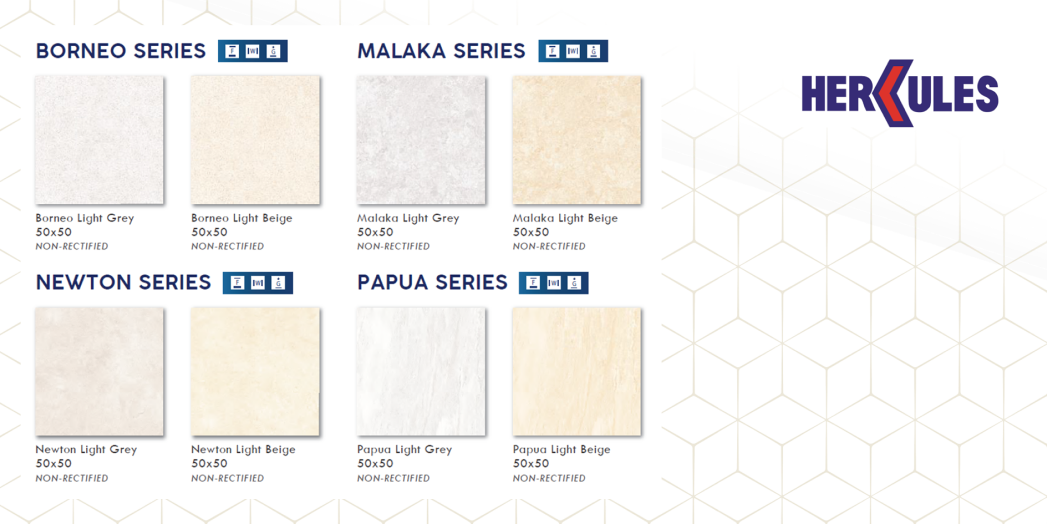 BORNEO SERIES F W G
MALAKA SERIES F W G
HERCULES
Borneo Light Grey
50x50
NON-RECTIFIED
Borneo Light Beige
50x50
NON-RECTIFIED
Malaka Light Grey
50x50
NON-RECTIFIED
Malaka Light Beige
50x50
NON-RECTIFIED
NEWTON SERIES F W G
PAPUA SERIES F W G
Newton Light Grey
50x50
NON-RECTIFIED
Newton Light Beige
50x50
NON-RECTIFIED
Papua Light Grey
50x50
NON-RECTIFIED
Papua Light Beige
50x50
NON-RECTIFIED